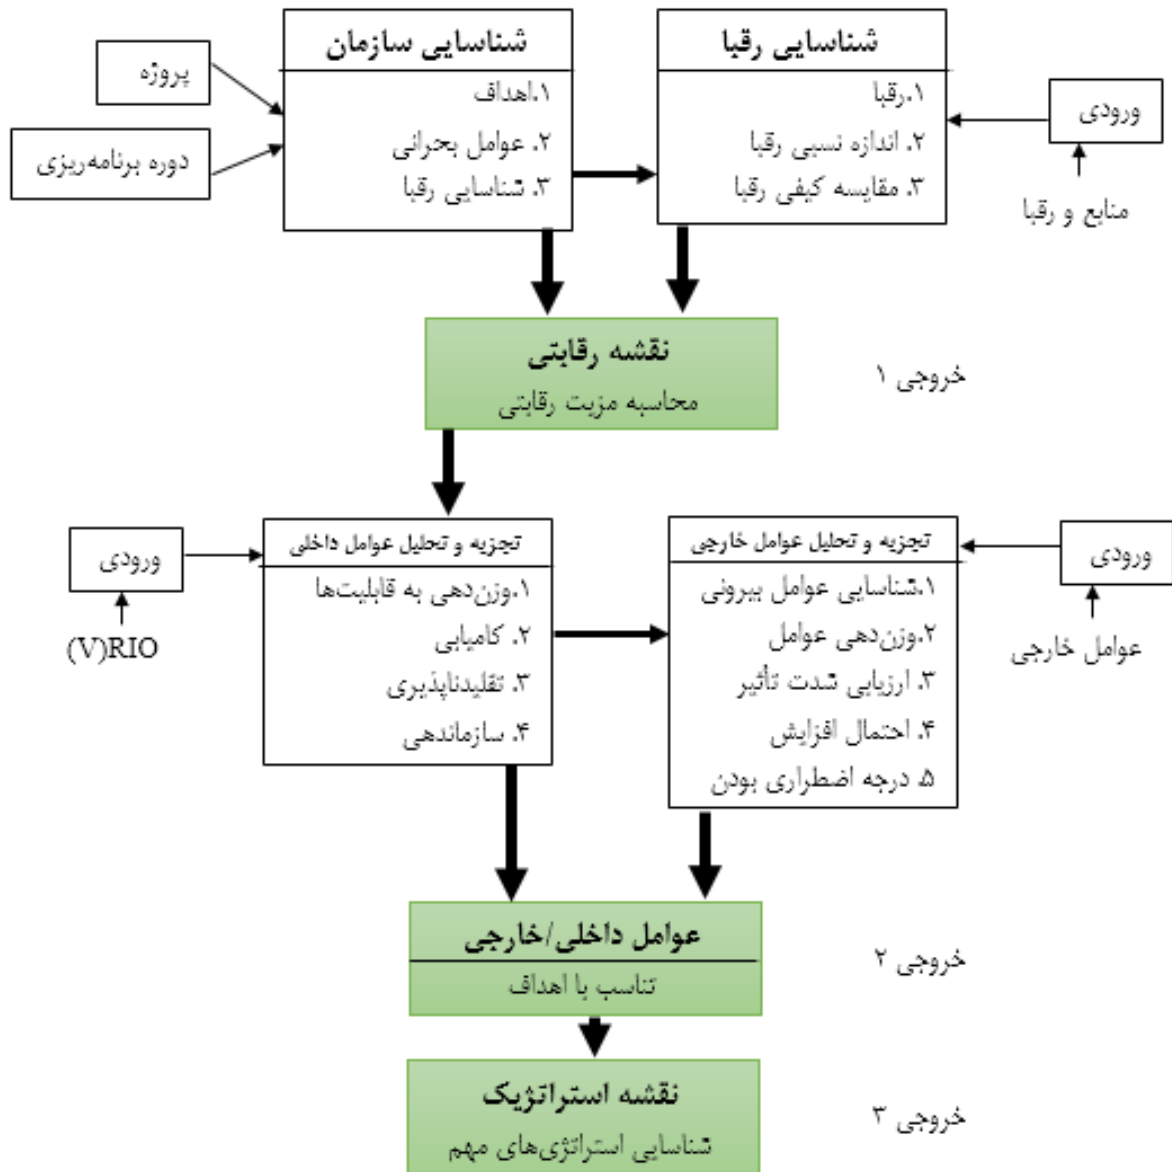 شناسایی سازمان
۱.اهداف
۲. عوامل بحرانی
۳. شناسایی رقبا
شناسایی رقبا
۱.رقبا
۲. اندازه نسبی رقبا
۳. مقایسه کیفی رقبا
پروژه
دوره برنامه‌ریزی
ورودی
منابع و رقبا
نقشه رقابتی
محاسبه مزیت رقابتی
خروجی ۱
تجزیه و تحلیل عوامل داخلی
۱.وزن‌دهی به قابلیت‌ها
۲. کامیابی
۳. تقلیدناپذیری
۴. سازماندهی
ورودی
(V)RIO
تجزیه و تحلیل عوامل خارجی
۱.شناسایی عوامل بیرونی
۲.وزن‌دهی عوامل
۳. ارزیابی شدت تأثیر
۴. احتمال افزایش
۵. درجه اضطراری بودن
ورودی
عوامل خارجی
عوامل داخلی/خارجی
تناسب با اهداف
خروجی ۲
نقشه استراتژیک
شناسایی استراتژی‌های مهم
خروجی ۳